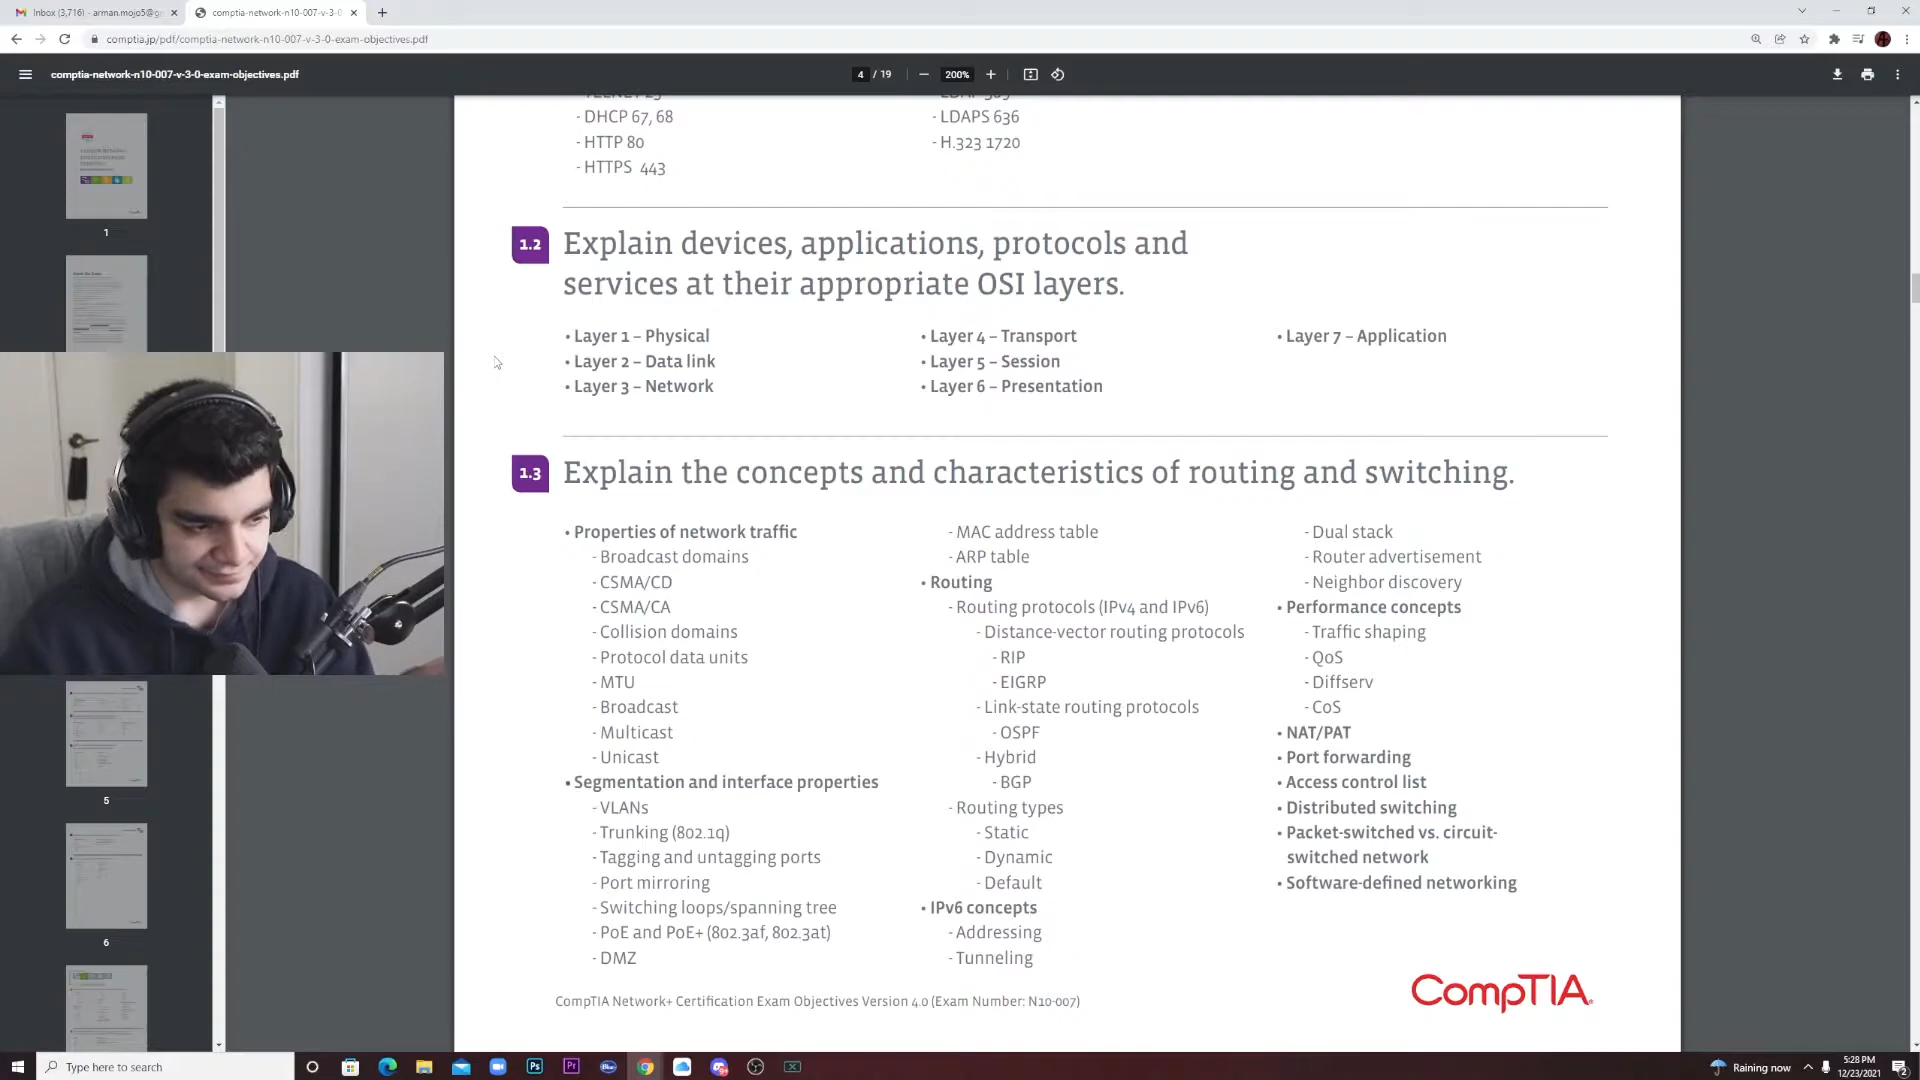 Inbox (3,716) - arman.mojo5@g
comptia-network-n10-007-v-3-0
comptia.jp/pdf/comptia-network-n10-007-v-3-0-exam-objectives.pdf
comptia-network-n10-007-v-3-0-exam-objectives.pdf
4 / 19
200%
- DHCP 67, 68
- HTTP 80
- HTTPS 443
- LDAPS 636
- H.323 1720
1.2 Explain devices, applications, protocols and
services at their appropriate OSI layers.
• Layer 1 – Physical
• Layer 2 – Data link
• Layer 3 – Network
• Layer 4 – Transport
• Layer 5 – Session
• Layer 6 – Presentation
• Layer 7 – Application
1.3 Explain the concepts and characteristics of routing and switching.
• Properties of network traffic
- Broadcast domains
- CSMA/CD
- CSMA/CA
- Collision domains
- Protocol data units
- MTU
- Broadcast
- Multicast
- Unicast
• Segmentation and interface properties
- VLANs
- Trunking (802.1q)
- Tagging and untagging ports
- Port mirroring
- Switching loops/spanning tree
- PoE and PoE+ (802.3af, 802.3at)
- DMZ
- MAC address table
- ARP table
• Routing
- Routing protocols (IPv4 and IPv6)
- Distance-vector routing protocols
- RIP
- EIGRP
- Link-state routing protocols
- OSPF
- Hybrid
- BGP
- Routing types
- Static
- Dynamic
- Default
• IPv6 concepts
- Addressing
- Tunneling
- Dual stack
- Router advertisement
- Neighbor discovery
• Performance concepts
- Traffic shaping
- QoS
- Diffserv
- CoS
• NAT/PAT
• Port forwarding
• Access control list
• Distributed switching
• Packet-switched vs. circuit-
switched network
• Software-defined networking
CompTIA Network+ Certification Exam Objectives Version 4.0 (Exam Number: N10-007)
CompTIA
1
5
6
Type here to search
Ps
Pr
Raining now
5:28 PM
12/23/2021
2